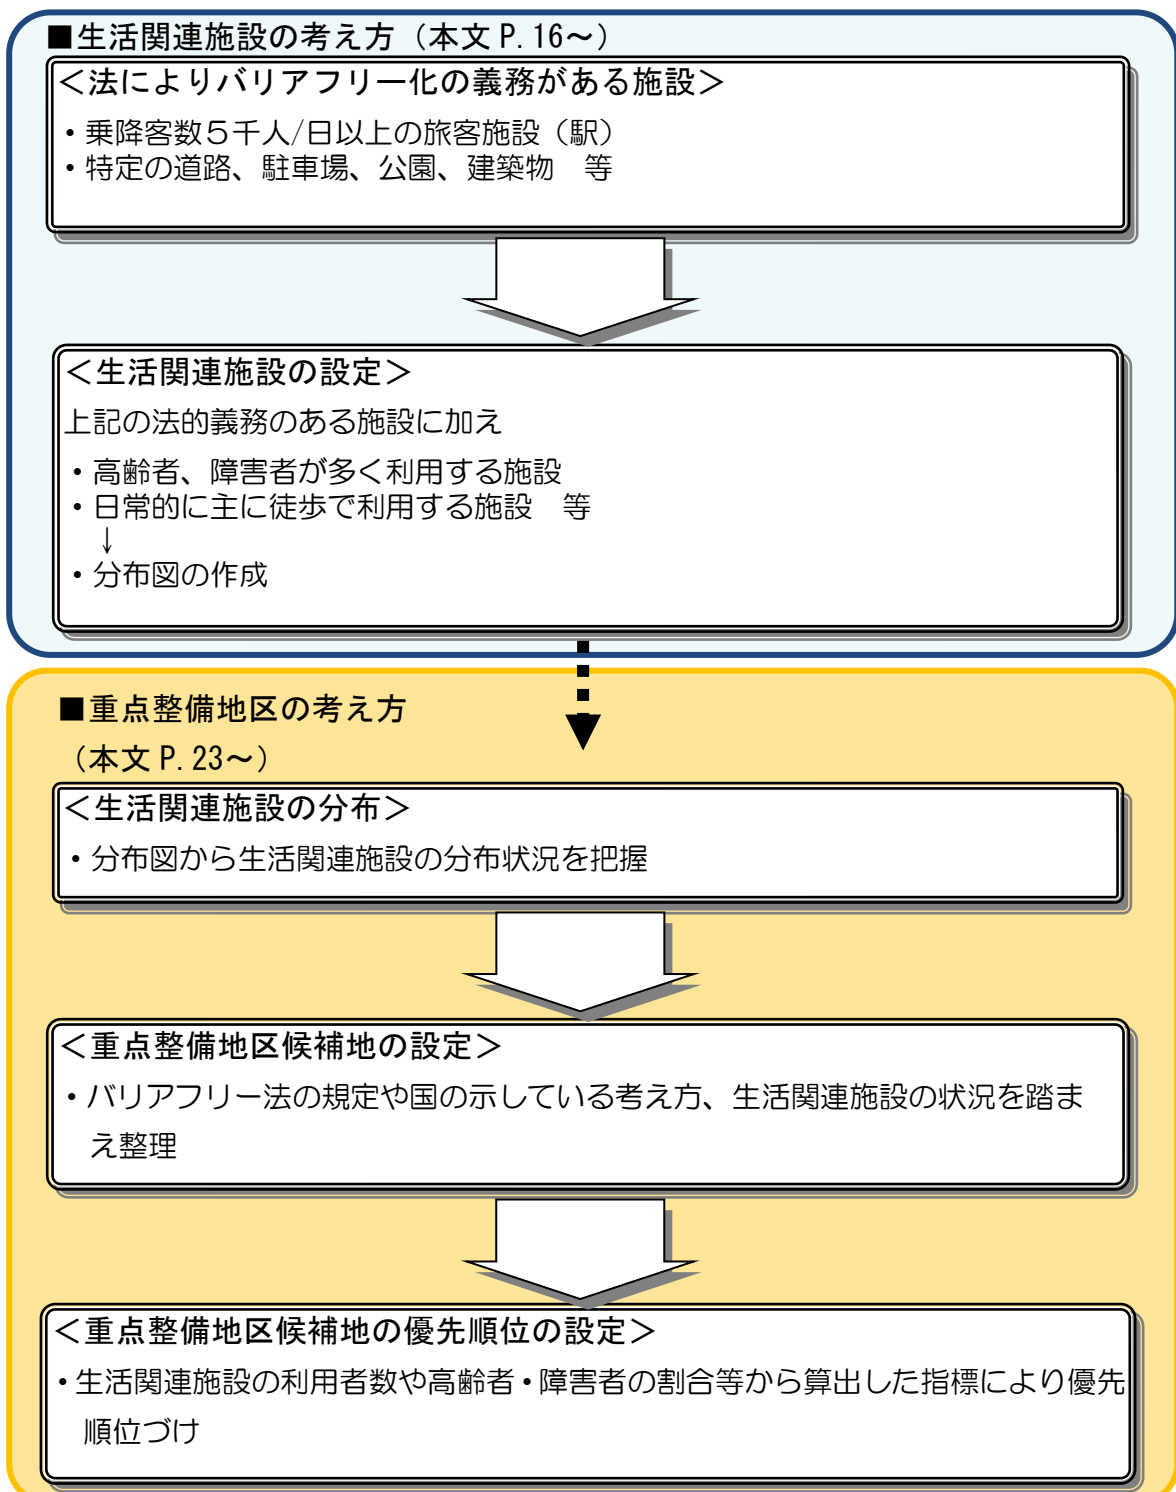 ■生活関連施設の考え方（本文 P.16～）
＜法によりバリアフリー化の義務がある施設＞
・乗降客数５千人/日以上の旅客施設（駅）
・特定の道路、駐車場、公園、建築物　等
＜生活関連施設の設定＞
上記の法的義務のある施設に加え
・高齢者、障害者が多く利用する施設
・日常的に主に徒歩で利用する施設　等
↓
・分布図の作成
■重点整備地区の考え方
（本文 P.23～）
＜生活関連施設の分布＞
・分布図から生活関連施設の分布状況を把握
＜重点整備地区候補地の設定＞
・バリアフリー法の規定や国の示している考え方、生活関連施設の状況を踏ま
え整理
＜重点整備地区候補地の優先順位の設定＞
・生活関連施設の利用者数や高齢者・障害者の割合等から算出した指標により優先
順位づけ